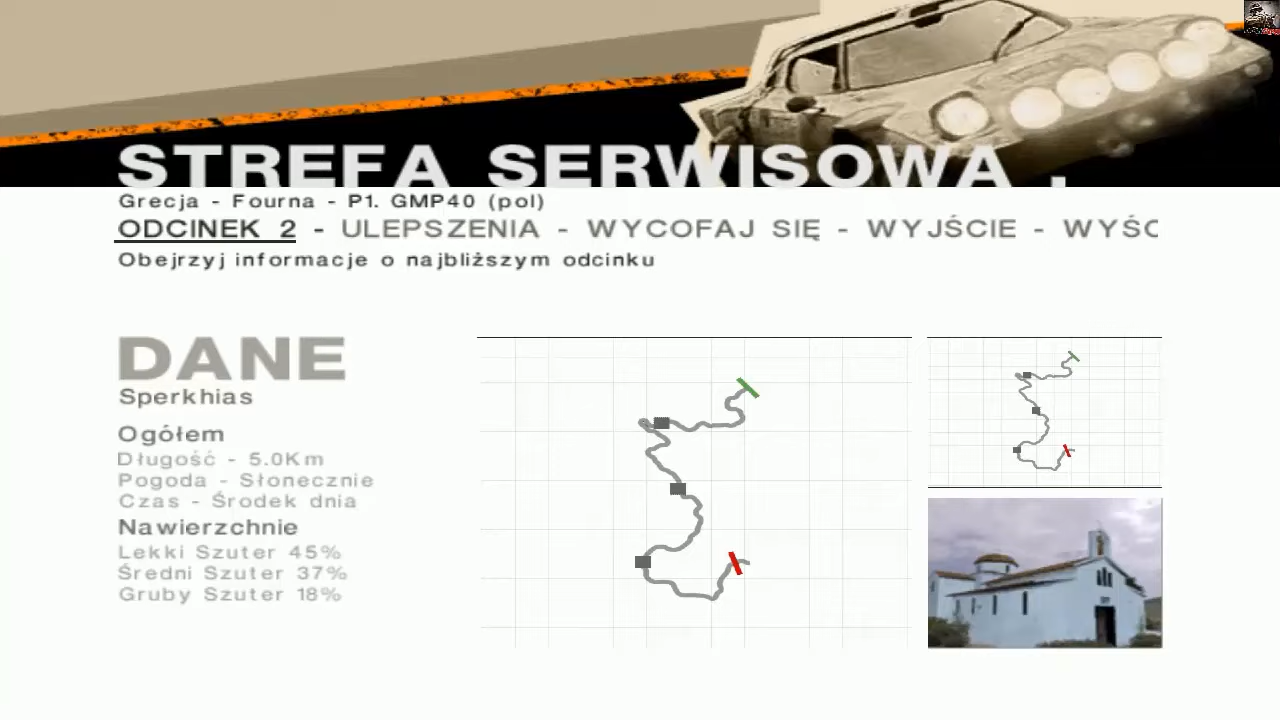 STREFA SERWISOWA .
Grecja - Fourna - P1. GMP40 (pol)
ODCINEK 2 - ULEPSZENIA - WYCOFAJ SIĘ - WYJŚCIE - WYŚC
Obejrzyj informacje o najbliższym odcinku
DANE
Sperkhias
Ogółem
Długość - 5.0Km
Pogoda - Słonecznie
Czas - Środek dnia
Nawierzchnie
Lekki Szuter 45%
Średni Szuter 37%
Gruby Szuter 18%